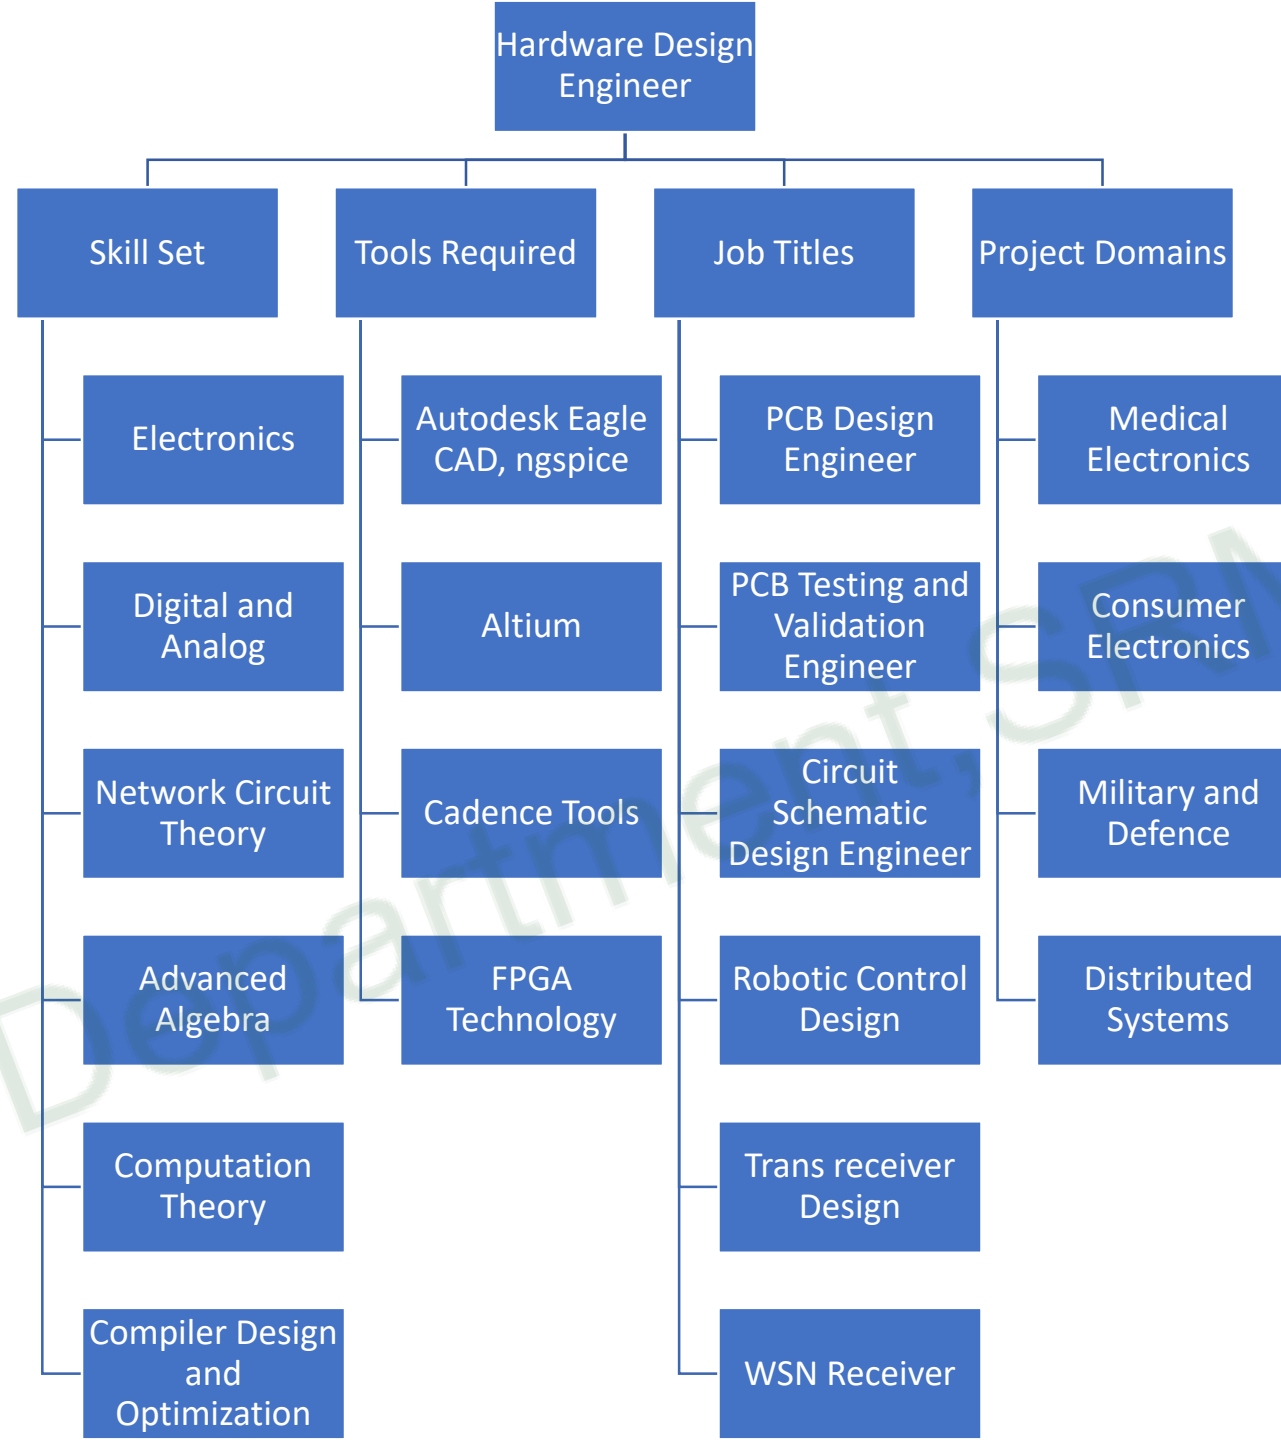 Hardware Design
Engineer
Skill Set
Tools Required
Job Titles
Project Domains
Electronics
Digital and
Analog
Network Circuit
Theory
Advanced
Algebra
Computation
Theory
Compiler Design
and
Optimization
Autodesk Eagle
CAD, ngspice
Altium
Cadence Tools
FPGA
Technology
PCB Design
Engineer
PCB Testing and
Validation
Engineer
Circuit
Schematic
Design Engineer
Robotic Control
Design
Trans receiver
Design
WSN Receiver
Medical
Electronics
Consumer
Electronics
Military and
Defence
Distributed
Systems
Department,SRM